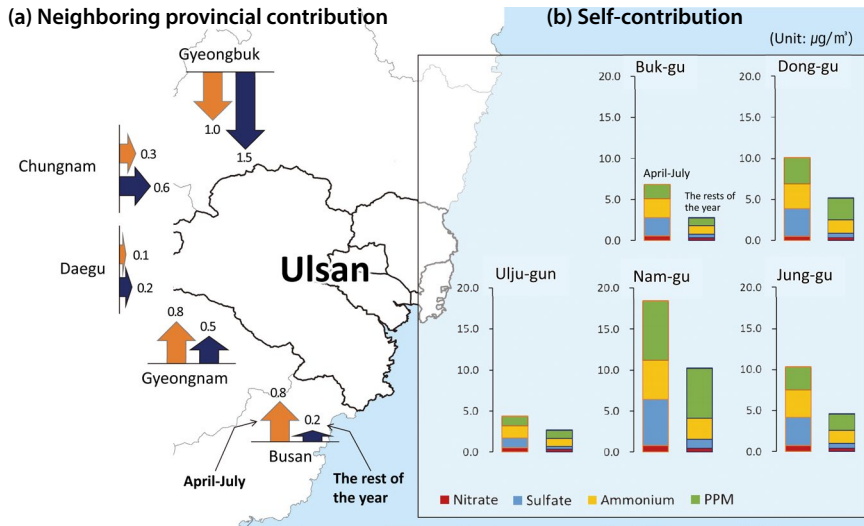 (a) Neighboring provincial contribution
Gyeongbuk
1.0
1.5
Chungnam
0.3
0.6
Daegu
0.1
0.2
Ulsan
0.8
0.5
Gyeongnam
0.8
0.2
Busan
April-July
The rest of
the year
(b) Self-contribution
(Unit: μg/㎥)
Buk-gu
20.0
15.0
10.0
5.0
0.0
April-July
The rests of
the year
Dong-gu
20.0
15.0
10.0
5.0
0.0
Ulju-gun
20.0
15.0
10.0
5.0
0.0
Nam-gu
20.0
15.0
10.0
5.0
0.0
Jung-gu
20.0
15.0
10.0
5.0
0.0
Nitrate
Sulfate
Ammonium
PPM